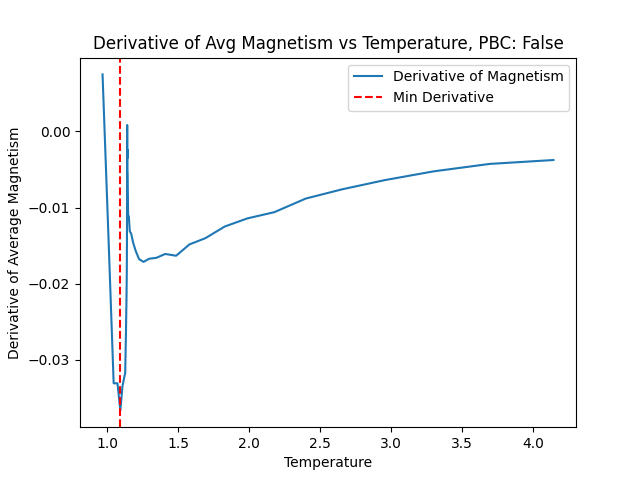 Derivative of Avg Magnetism vs Temperature, PBC: False
Derivative of Magnetism
Min Derivative
Derivative of Average Magnetism
0.00
−0.01
−0.02
−0.03
1.0 1.5 2.0 2.5 3.0 3.5 4.0
Temperature